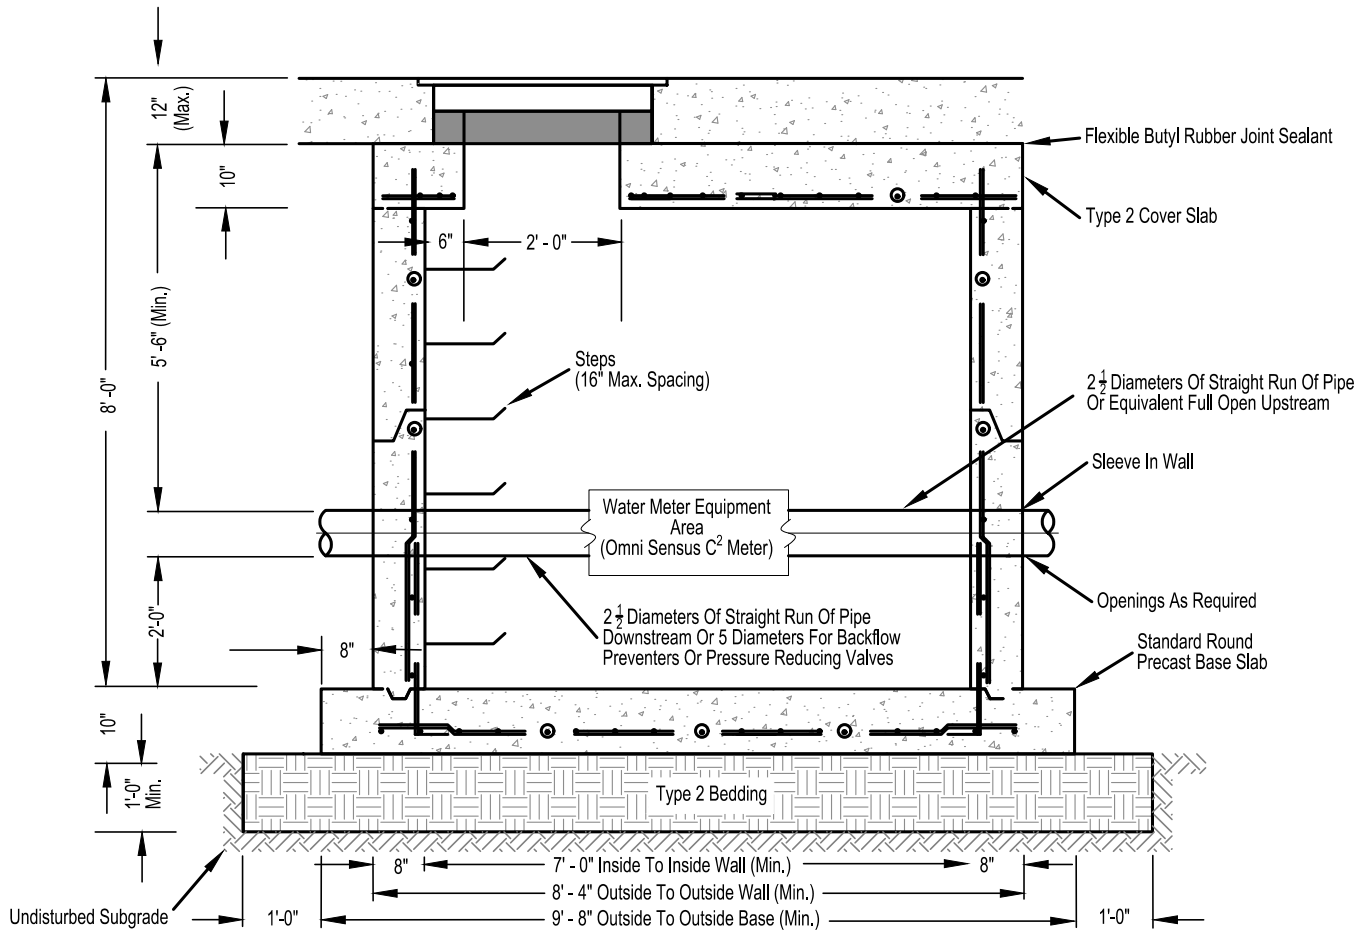 12"
(Max.)
10"
Flexible Butyl Rubber Joint Sealant
Type 2 Cover Slab
6"
2' - 0"
5' -6" (Min.)
8' -0"
Steps
(16" Max. Spacing)
2 1/2 Diameters Of Straight Run Of Pipe
Or Equivalent Full Open Upstream
Sleeve In Wall
Water Meter Equipment
Area
(Omni Sensus C² Meter)
2'-0"
8"
2 1/2 Diameters Of Straight Run Of Pipe
Downstream Or 5 Diameters For Backflow
Preventers Or Pressure Reducing Valves
Openings As Required
Standard Round
Precast Base Slab
10"
1'-0"
Min.
Type 2 Bedding
8"
7' - 0" Inside To Inside Wall (Min.)
8"
8' - 4" Outside To Outside Wall (Min.)
Undisturbed Subgrade
1'-0"
9' - 8" Outside To Outside Base (Min.)
1'-0"